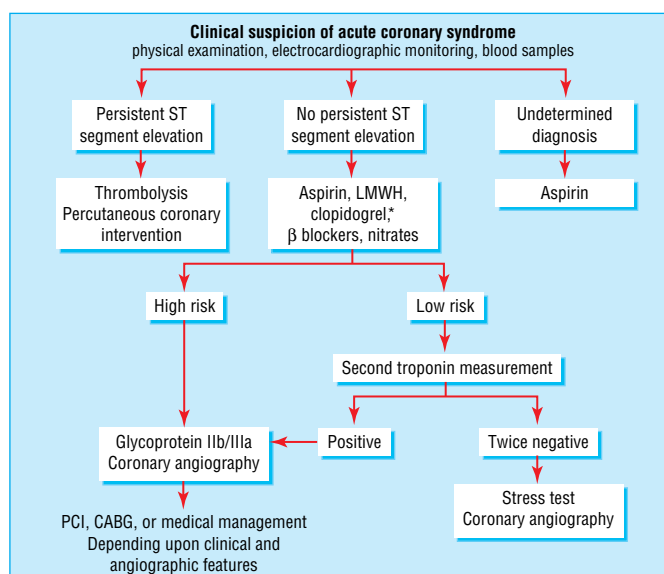 Clinical suspicion of acute coronary syndrome
physical examination, electrocardiographic monitoring, blood samples
Persistent ST
segment elevation
No persistent ST
segment elevation
Undetermined
diagnosis
Thrombolysis
Percutaneous coronary
intervention
Aspirin, LMWH,
clopidogrel,*
β blockers, nitrates
Aspirin
High risk
Low risk
Second troponin measurement
Glycoprotein IIb/IIIa
Coronary angiography
Positive
Twice negative
Stress test
Coronary angiography
PCI, CABG, or medical management
Depending upon clinical and
angiographic features